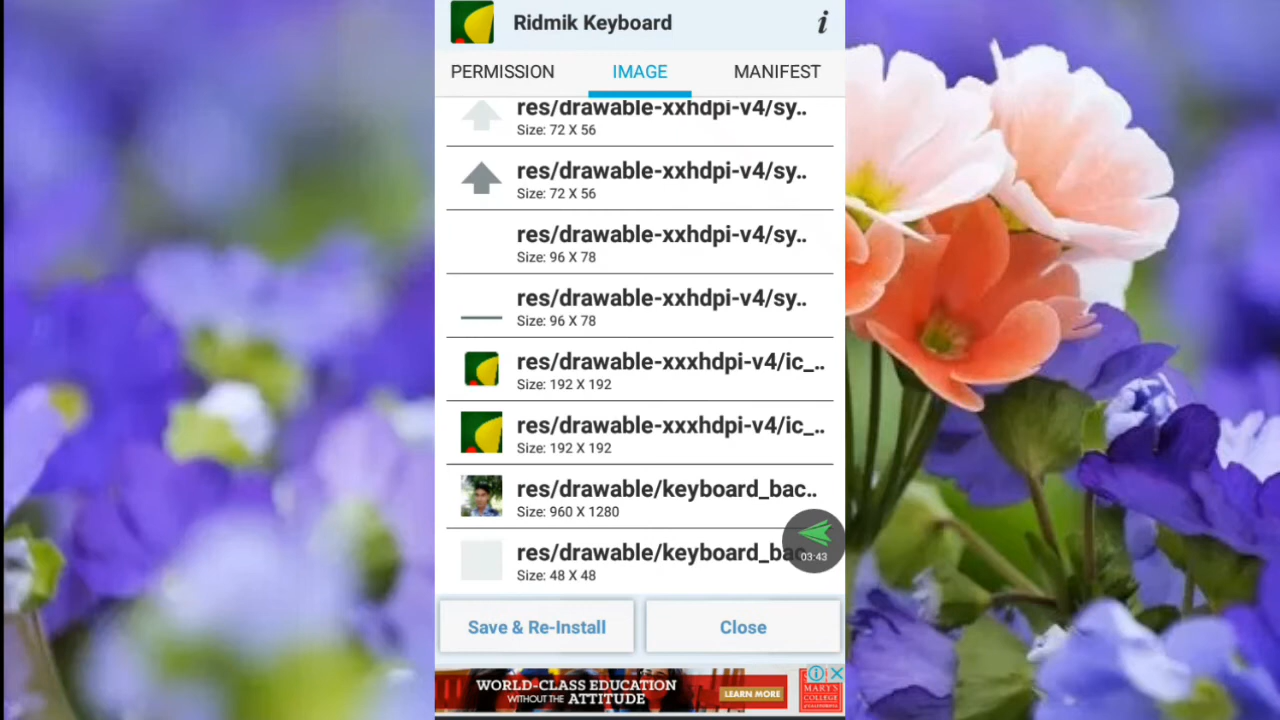 Ridmik Keyboard
i
PERMISSION IMAGE MANIFEST
res/drawable-xxhdpi-v4/sy..
Size: 72 X 56
res/drawable-xxhdpi-v4/sy..
Size: 72 X 56
res/drawable-xxhdpi-v4/sy..
Size: 96 X 78
res/drawable-xxhdpi-v4/sy..
Size: 96 X 78
res/drawable-xxxhdpi-v4/ic_..
Size: 192 X 192
res/drawable-xxxhdpi-v4/ic_..
Size: 192 X 192
res/drawable/keyboard_bac..
Size: 960 X 1280
res/drawable/keyboard_bac..
Size: 48 X 48
03:43
Save & Re-Install Close
WORLD-CLASS EDUCATION
WITHOUT THE ATTITUDE
LEARN MORE
MARY'S
COLLEGE